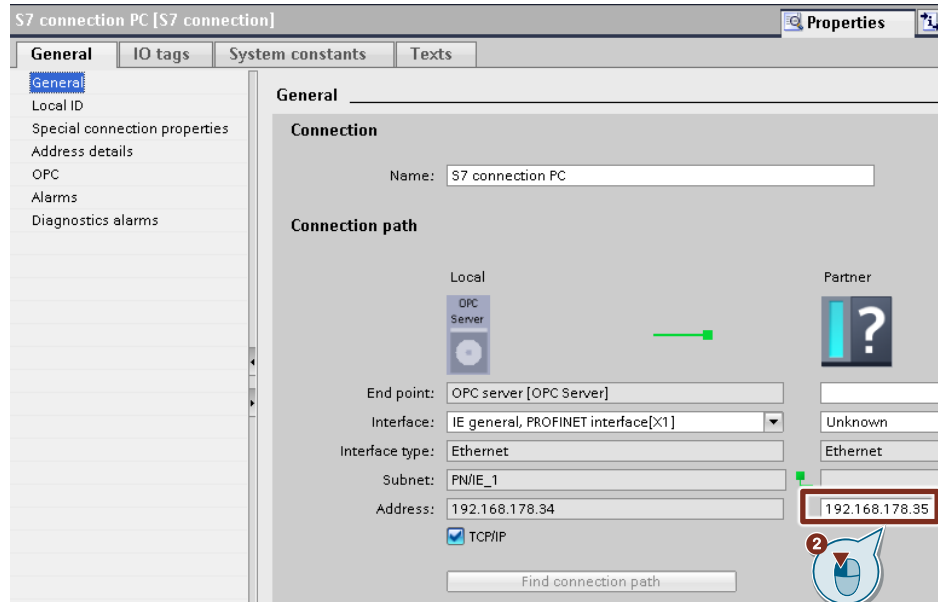 S7 connection PC [S7 connection]
Properties
General
IO tags
System constants
Texts
General
Local ID
Special connection properties
Address details
OPC
Alarms
Diagnostics alarms
General
Connection
Name: S7 connection PC
Connection path
Local Partner
OPC
Server
?
End point: OPC server [OPC Server]
Interface: IE general, PROFINET interface[X1] Unknown
Interface type: Ethernet Ethernet
Subnet: PN/IE_1
Address: 192.168.178.34 192.168.178.35
TCP/IP
2
Find connection path